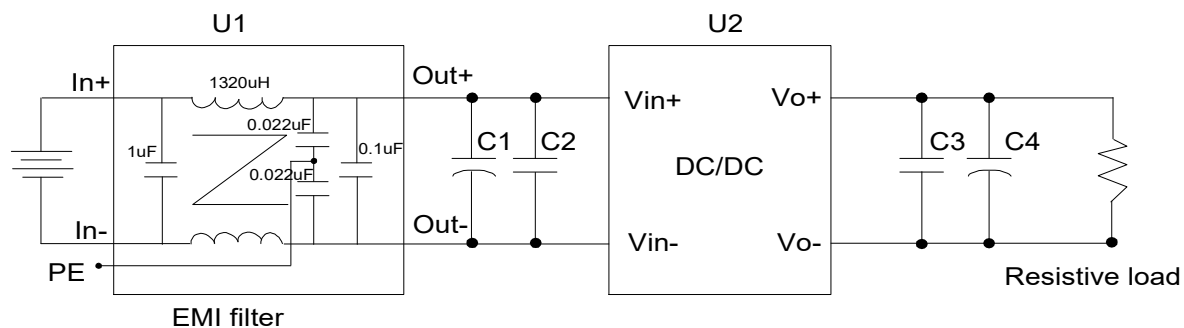 U1
U2
In+
1320uH
Out+
Vin+
Vo+
0.022uF
1uF
0.1uF
C1
C2
DC/DC
C3
C4
0.022uF
In-
Out-
Vin-
Vo-
PE
Resistive load
EMI filter